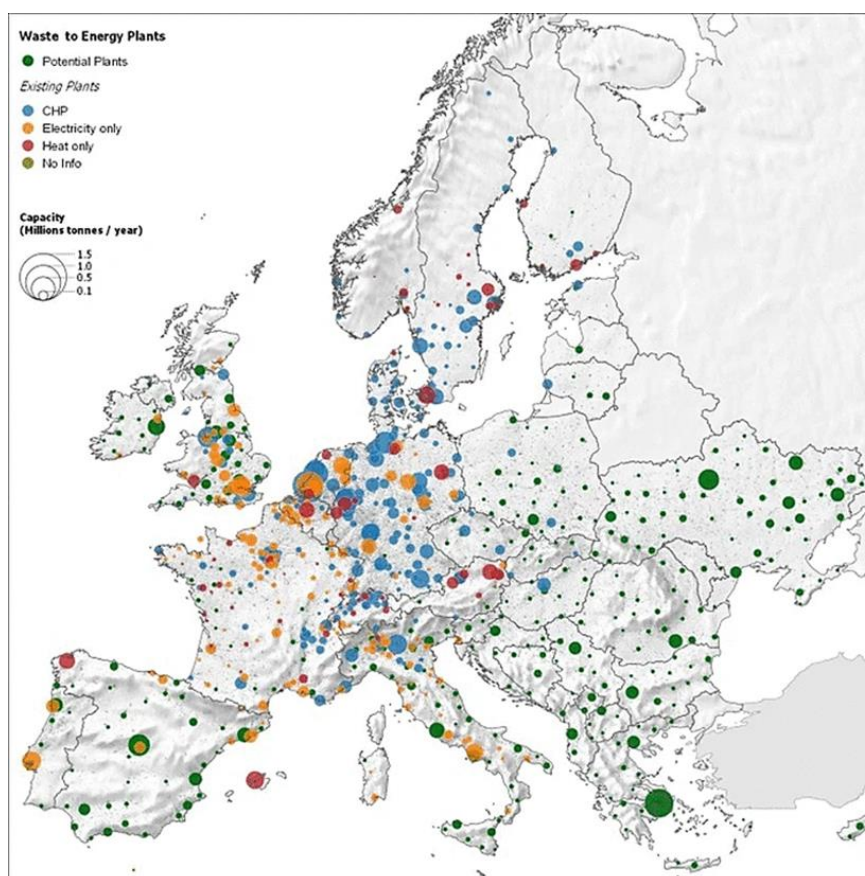 Waste to Energy Plants
Potential Plants
Existing Plants
CHP
Electricity only
Heat only
No Info
Capacity
(Millions tonnes / year)
1.5
1.0
0.5
0.1